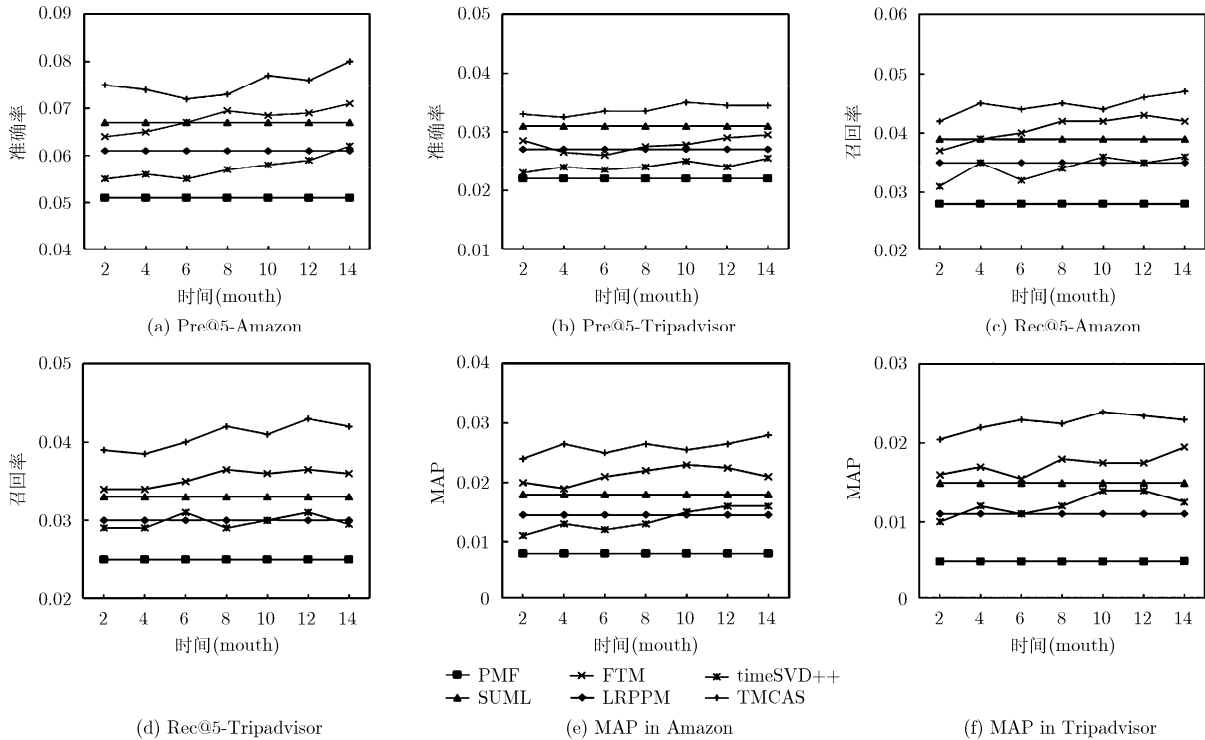 0.09
0.08
0.07
0.06
0.05
0.04
准确率
2 4 6 8 10 12 14
时间(mouth)
(a) Pre@5-Amazon
0.05
0.04
0.03
0.02
0.01
准确率
2 4 6 8 10 12 14
时间(mouth)
(b) Pre@5-Tripadvisor
0.06
0.05
0.04
0.03
0.02
召回率
2 4 6 8 10 12 14
时间(mouth)
(c) Rec@5-Amazon
0.05
0.04
0.03
0.02
召回率
2 4 6 8 10 12 14
时间(mouth)
0.04
0.03
0.02
0.01
0
MAP
2 4 6 8 10 12 14
时间(mouth)
0.03
0.02
0.01
0
MAP
2 4 6 8 10 12 14
时间(mouth)
PMF FTM timeSVD++
SUML LRPPM TMCAS
(d) Rec@5-Tripadvisor
(e) MAP in Amazon
(f) MAP in Tripadvisor